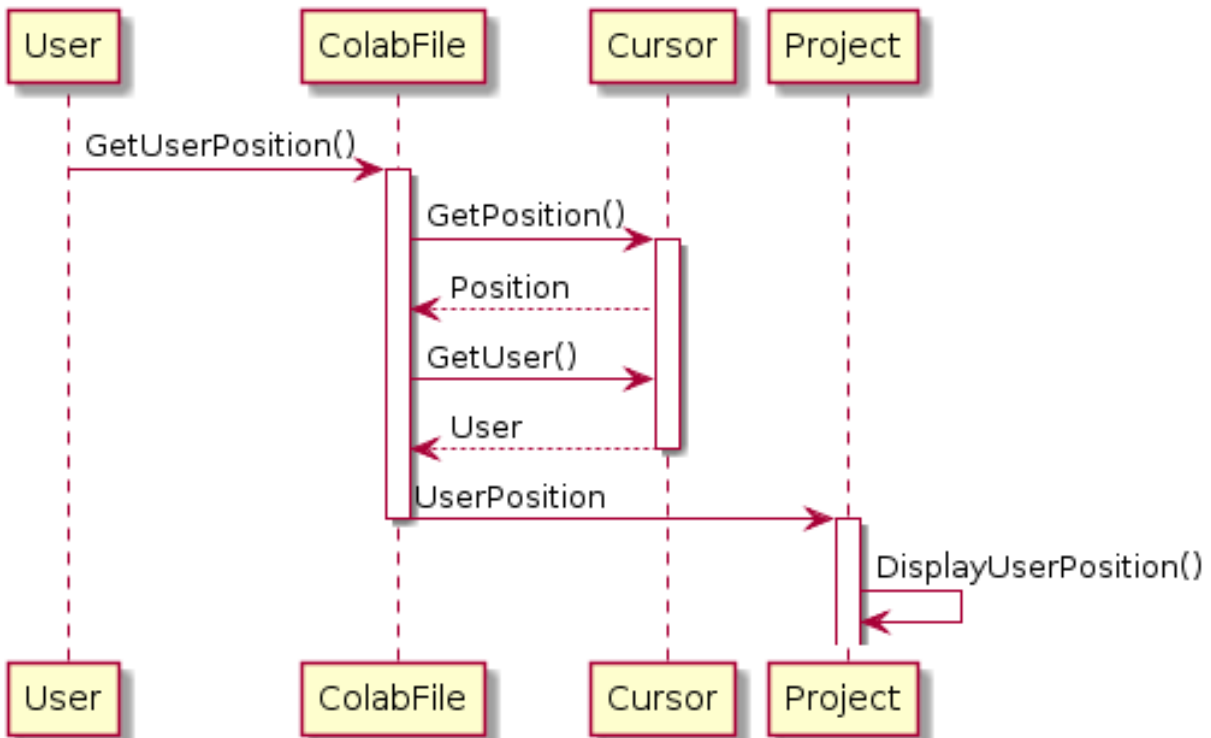 User
ColabFile
Cursor
Project
GetUserPosition()
GetPosition()
Position
GetUser()
User
UserPosition
DisplayUserPosition()
User
ColabFile
Cursor
Project